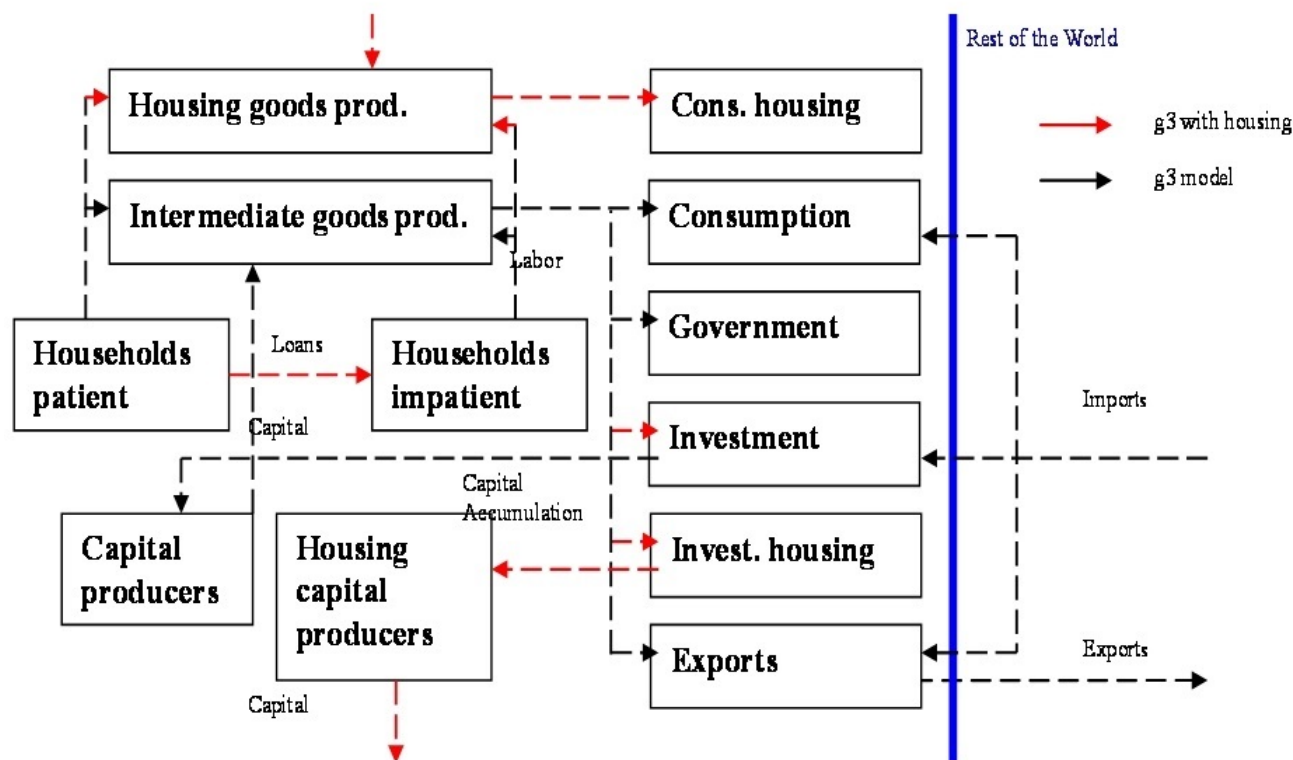 Rest of the World
Housing goods prod.
Cons. housing
g3 with housing
g3 model
Intermediate goods prod.
Consumption
Labor
Government
Households
patient
Loans
Households
impatient
Imports
Capital
Investment
Capital
Accumulation
Capital
producers
Housing
capital
producers
Invest. housing
Exports
Exports
Capital